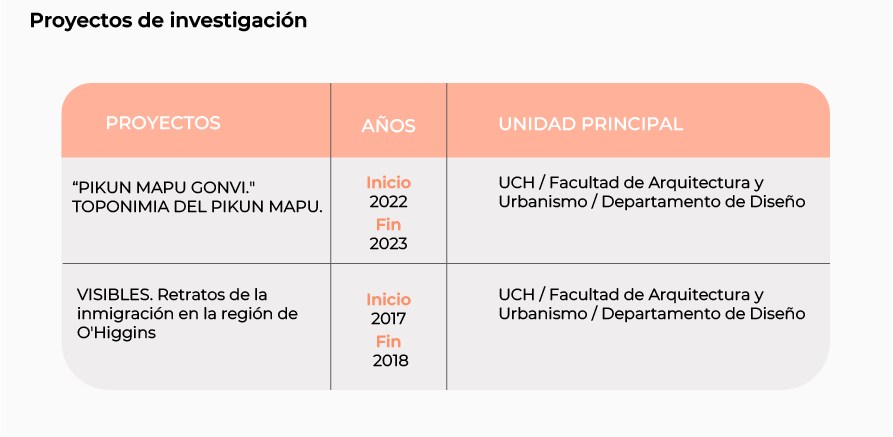 Proyectos de investigación
PROYECTOS
AÑOS
UNIDAD PRINCIPAL
“PIKUN MAPU GONVI."
TOPONIMIA DEL PIKUN MAPU.
Inicio
2022
Fin
2023
UCH / Facultad de Arquitectura y
Urbanismo / Departamento de Diseño
VISIBLES. Retratos de la
inmigración en la región de
O'Higgins
Inicio
2017
Fin
2018
UCH / Facultad de Arquitectura y
Urbanismo / Departamento de Diseño